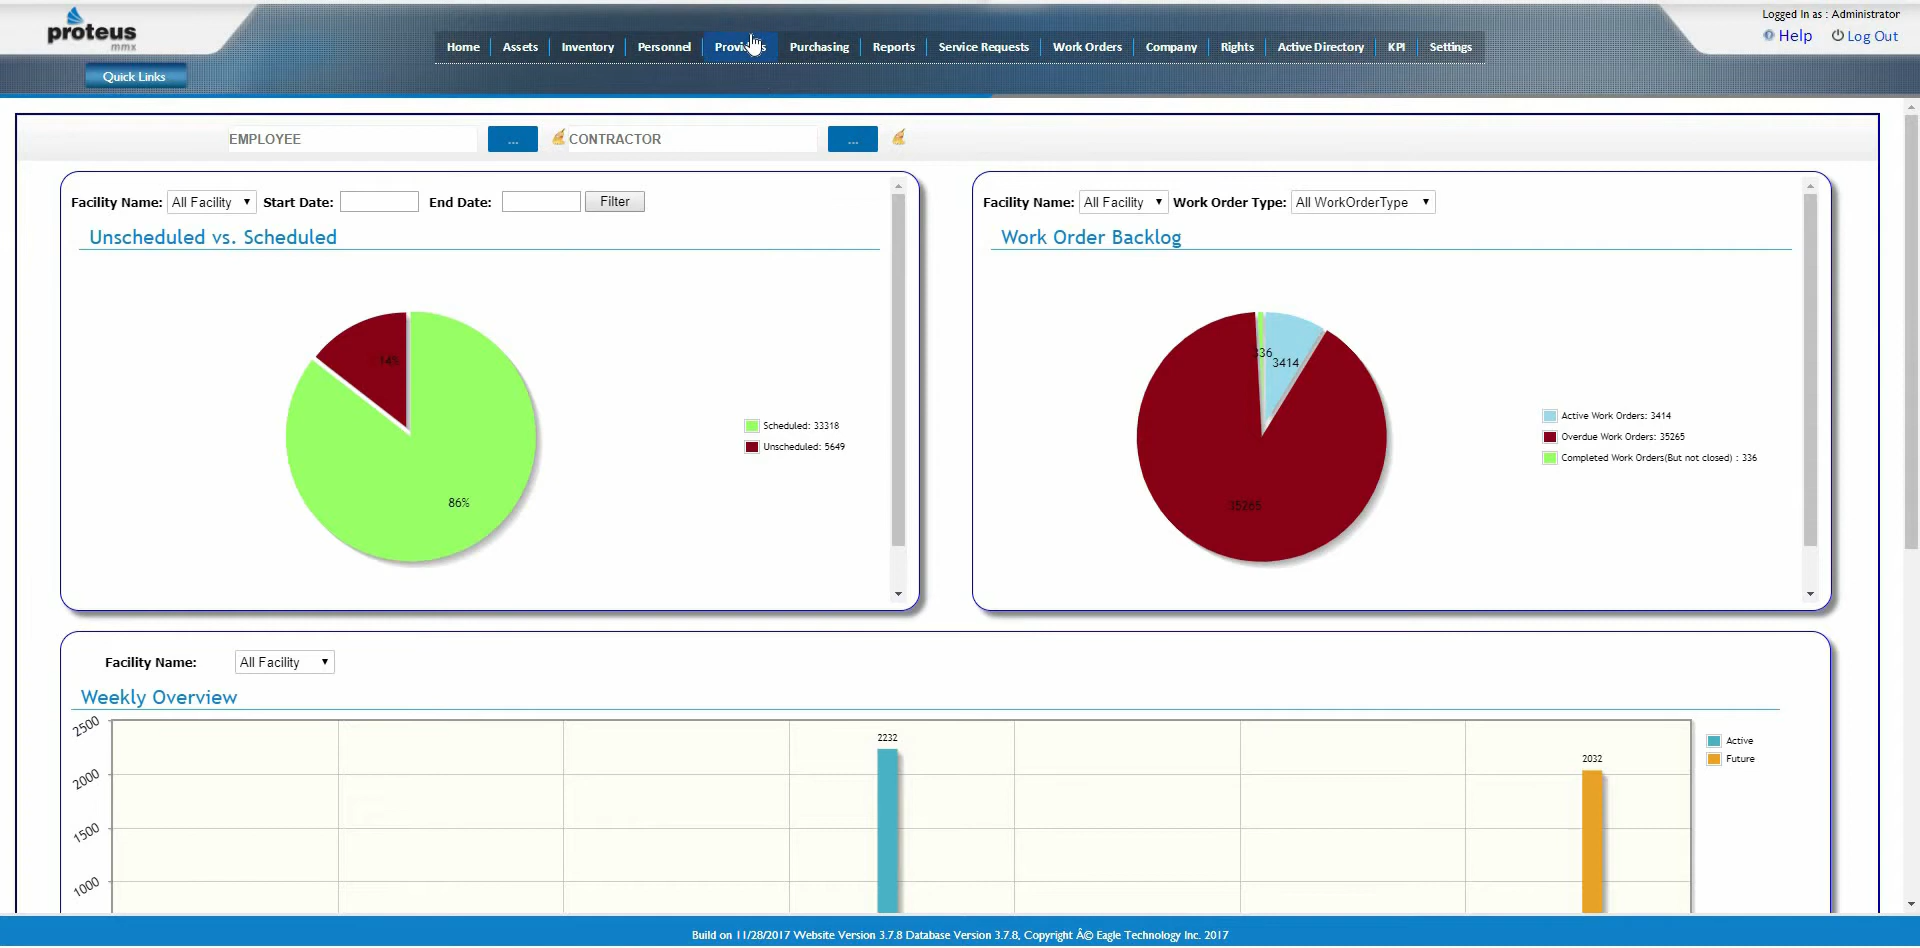 proteus
mmx
Logged In as : Administrator
Help
Log Out
Home
Assets
Inventory
Personnel
Purchasing
Reports
Service Requests
Work Orders
Company
Rights
Active Directory
KPI
Settings
Quick Links
EMPLOYEE
...
CONTRACTOR
...
Facility Name: All Facility Start Date: End Date: Filter
Unscheduled vs. Scheduled
14%
86%
Scheduled: 33318
Unscheduled: 5649
Facility Name: All Facility Work Order Type: All WorkOrderType
Work Order Backlog
336
3414
35265
Active Work Orders: 3414
Overdue Work Orders: 35265
Completed Work Orders(But not closed) : 336
Facility Name: All Facility
Weekly Overview
2500
2000
1500
1000
2232
2032
Active
Future
Build on 11/28/2017 Website Version 3.7.8 Database Version 3.7.8, Copyright Â© Eagle Technology Inc. 2017